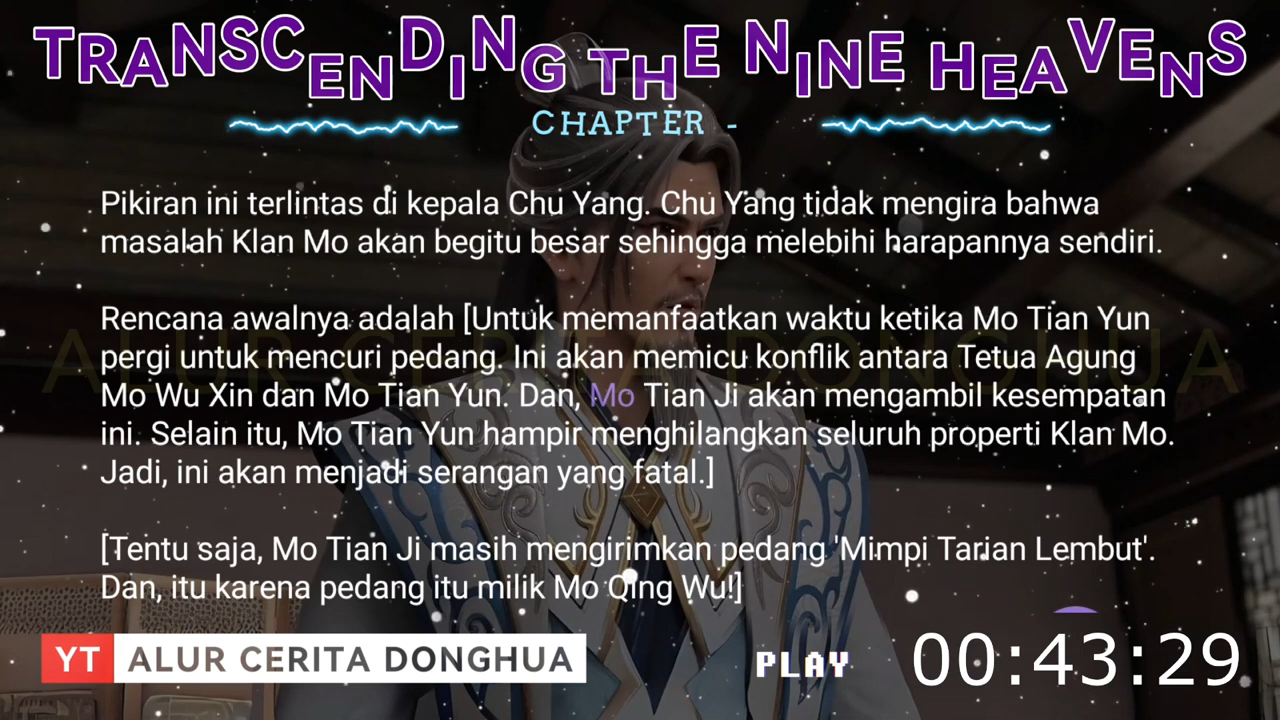 TRANSCENDING THE NINE HEAVENS
CHAPTER -
Pikiran ini terlintas di kepala Chu Yang. Chu Yang tidak mengira bahwa
masalah Klan Mo akan begitu besar sehingga melebihi harapannya sendiri.
Rencana awalnya adalah [Untuk memanfaatkan waktu ketika Mo Tian Yun
pergi untuk mencuri pedang. Ini akan memicu konflik antara Tetua Agung
Mo Wu Xin dan Mo Tian Yun. Dan, Mo Tian Ji akan mengambil kesempatan
ini. Selain itu, Mo Tian Yun hampir menghilangkan seluruh properti Klan Mo.
Jadi, ini akan menjadi serangan yang fatal.]
[Tentu saja, Mo Tian Ji masih mengirimkan pedang 'Mimpi Tarian Lembut'.
Dan, itu karena pedang itu milik Mo Qing Wu!]
ALUR CERITA DONGHUA
YT ALUR CERITA DONGHUA
PLAY 00:43:29